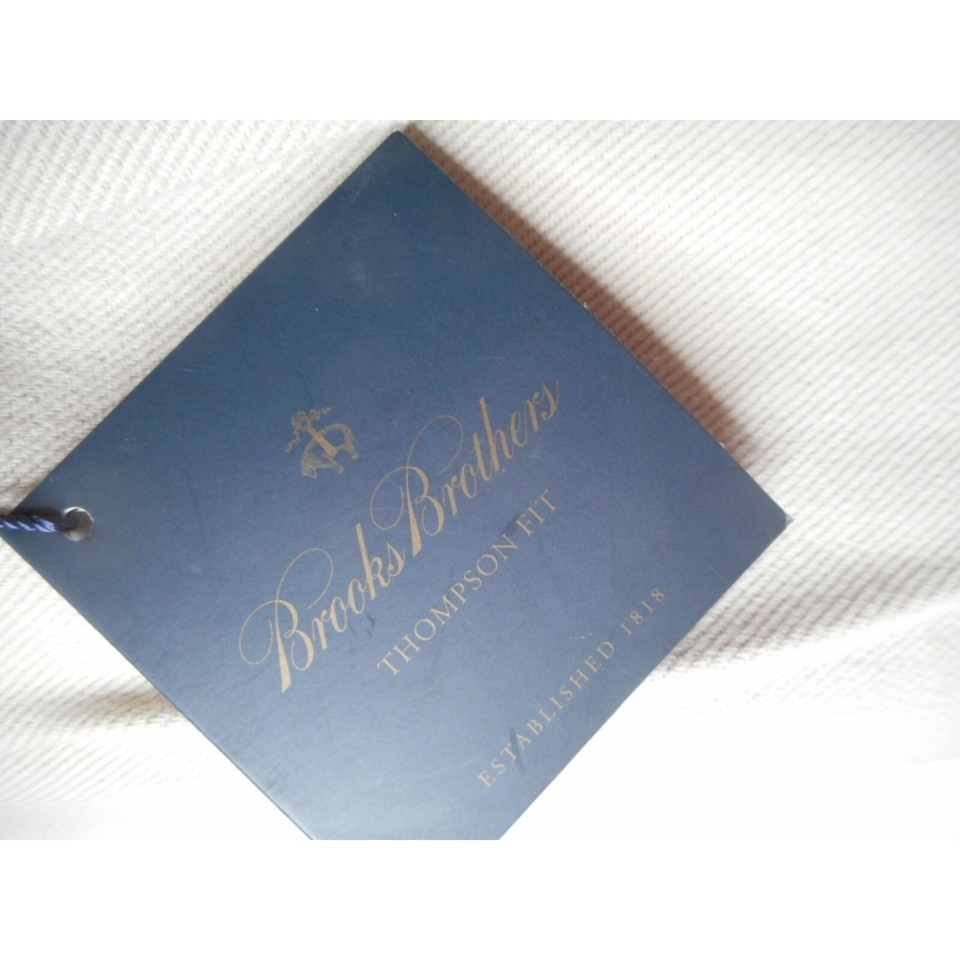 Brooks Brothers
THOMPSON FIT
ESTABLISHED 1818